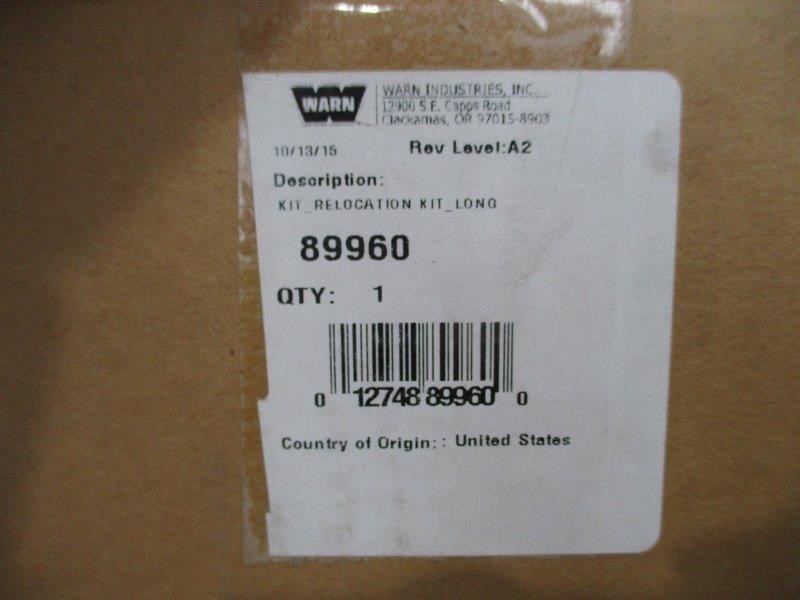 WARN
WARN INDUSTRIES, INC.
12900 S.E. Capps Road
Clackamas, OR 97015-8903
10/13/15 Rev Level:A2
Description:
KIT_RELOCATION KIT_LONG
89960
QTY: 1
0 12748 89960 0
Country of Origin: : United States